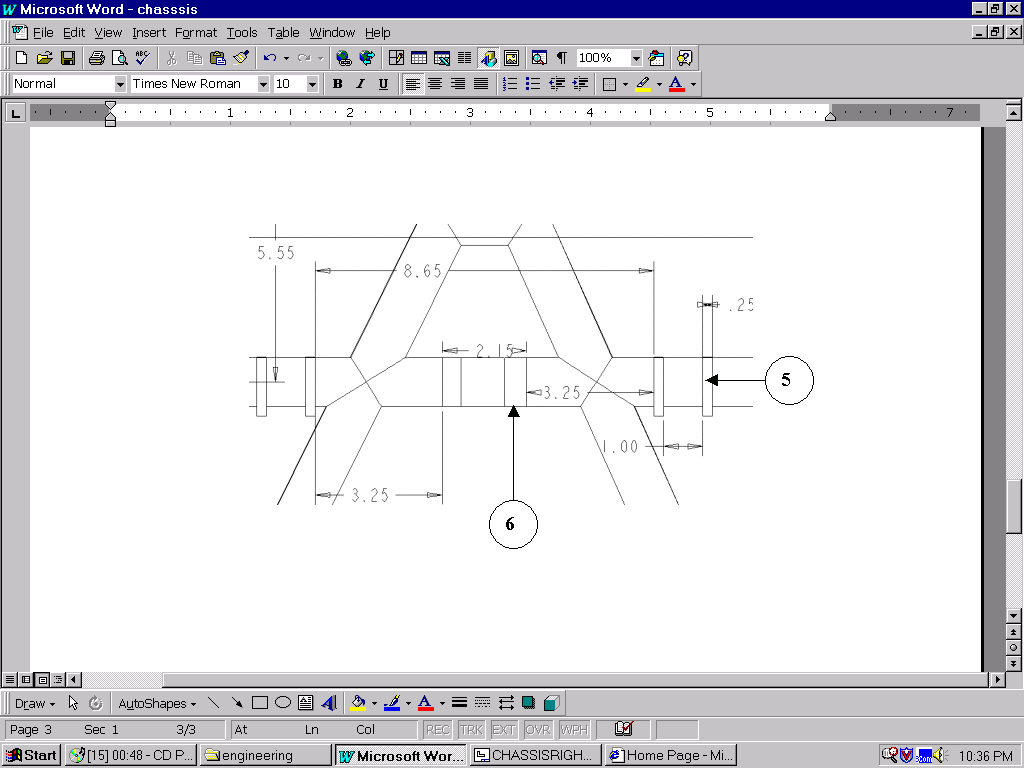 Microsoft Word - chasssis
File Edit View Insert Format Tools Table Window Help
100%
Normal Times New Roman 10 B I U A
L 1 2 3 4 5 7
5.55
8.65
.25
2.15
3.25
5
1.00
3.25
6
Draw AutoShapes A A
Page 3 Sec 1 3/3 At Ln Col REC TRK EXT OVR WPH
Start [15] 00:48 - CD P... engineering Microsoft Wor... CHASSISRIGH... Home Page - Mi... 10:36 PM